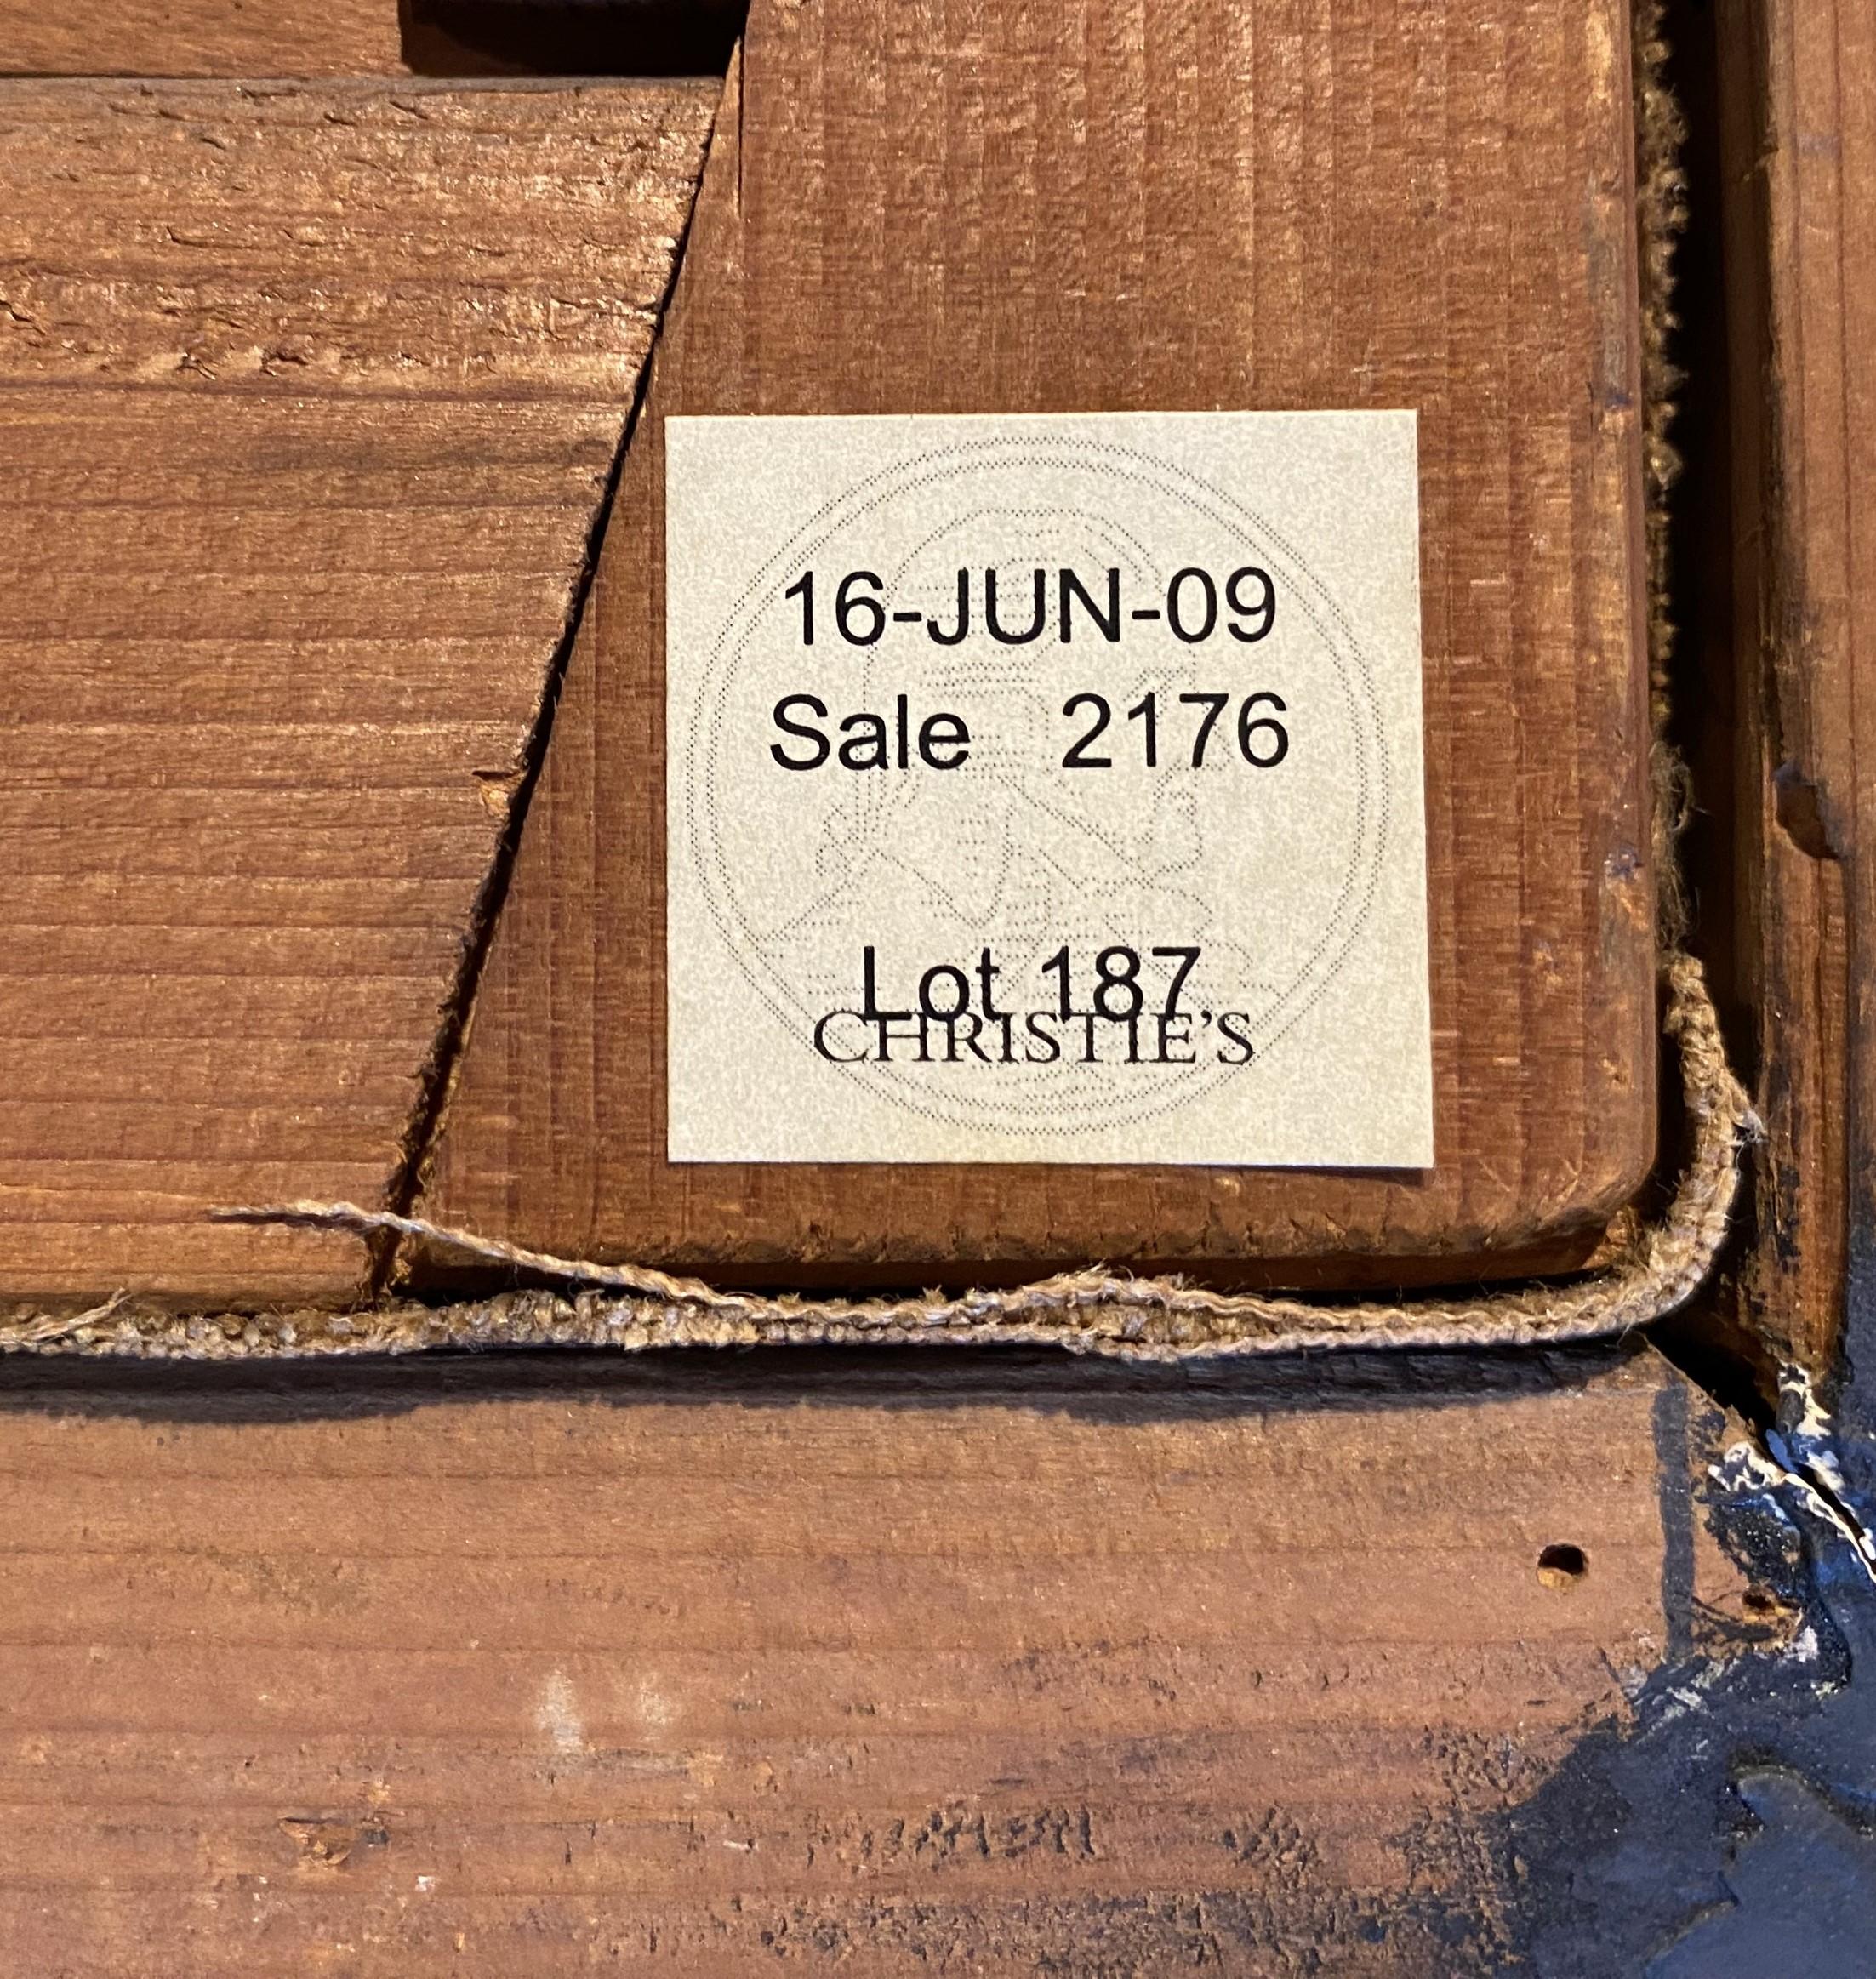 16-JUN-09
Sale 2176
Lot 187
CHRISTIE'S